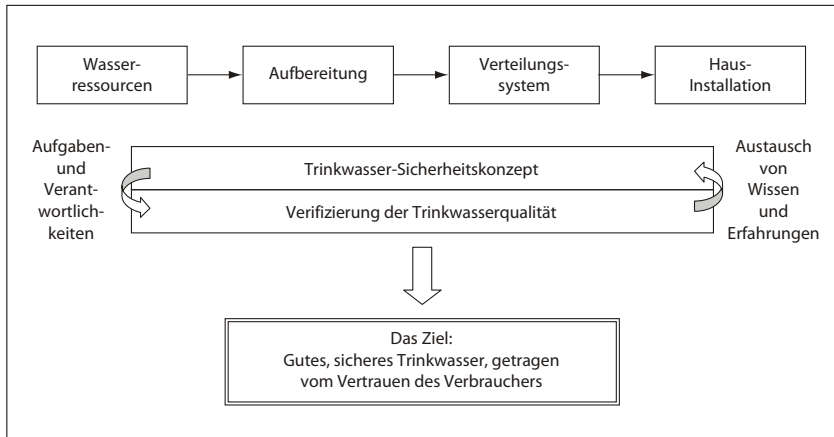 Wasser-
ressourcen
Aufbereitung
Verteilungs-
system
Haus-
Installation
Aufgaben-
und
Verant-
wortlich-
keiten
Trinkwasser-Sicherheitskonzept
Verifizierung der Trinkwasserqualität
Austausch
von
Wissen
und
Erfahrungen
Das Ziel:
Gutes, sicheres Trinkwasser, getragen
vom Vertrauen des Verbrauchers